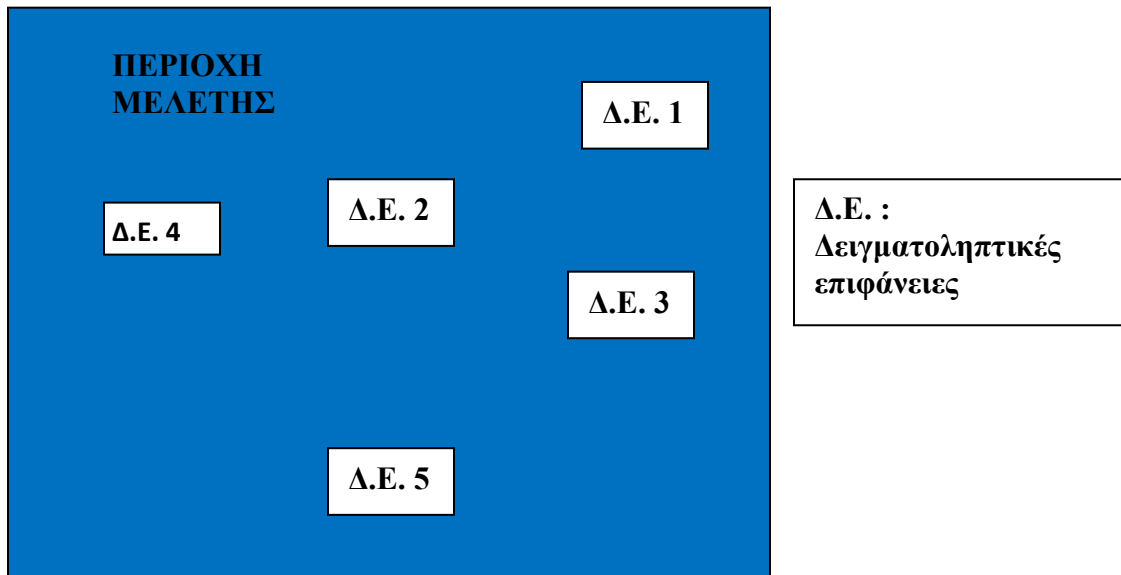 ΠΕΡΙΟΧΗ
ΜΕΛΕΤΗΣ
Δ.Ε. 1
Δ.Ε. 2
Δ.Ε. 4
Δ.Ε. 3
Δ.Ε. 5
Δ.Ε. :
Δειγματοληπτικές
επιφάνειες